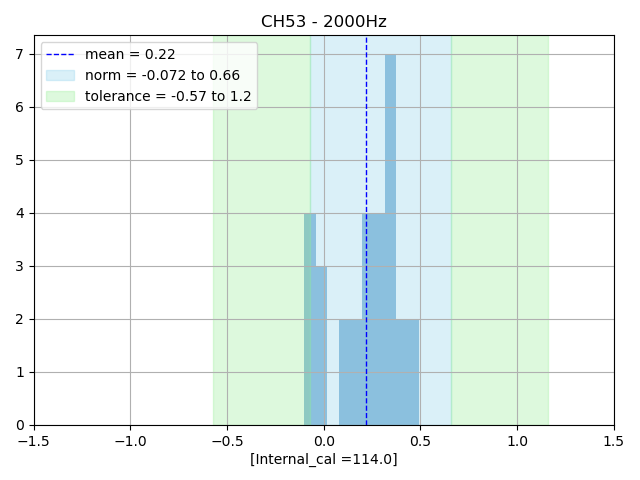 CH53 - 2000Hz
mean = 0.22
norm = -0.072 to 0.66
tolerance = -0.57 to 1.2
7
6
5
4
3
2
1
0
−1.5 −1.0 −0.5 0.0 0.5 1.0 1.5
[Internal_cal =114.0]